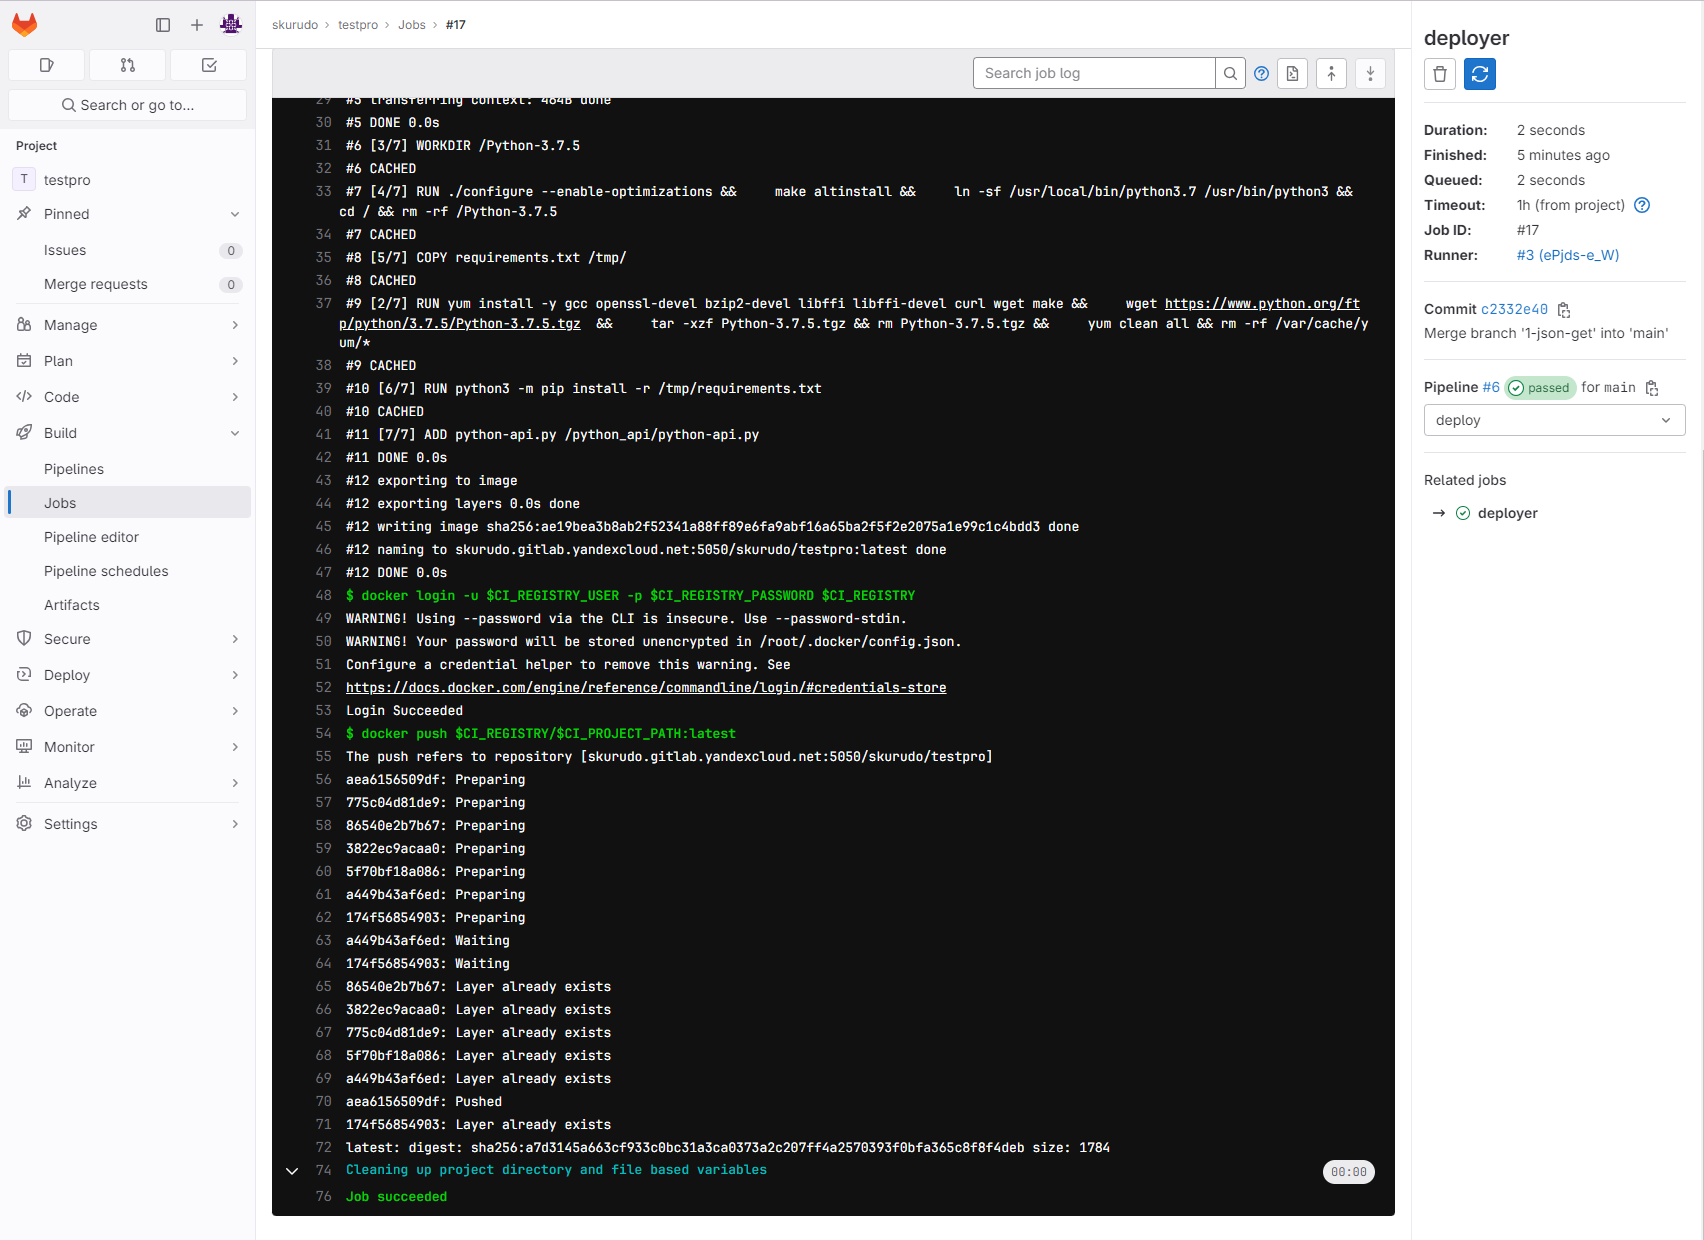 skurudo › testpro › Jobs › #17
Search or go to...
Project
T testpro
Pinned
Issues 0
Merge requests 0
Manage
Plan
Code
Build
Pipelines
Jobs
Pipeline editor
Pipeline schedules
Artifacts
Secure
Deploy
Operate
Monitor
Analyze
Settings
Search job log
29 #5 transferring context: 464B done
30 #5 DONE 0.0s
31 #6 [3/7] WORKDIR /Python-3.7.5
32 #6 CACHED
33 #7 [4/7] RUN ./configure --enable-optimizations && make altinstall && ln -sf /usr/local/bin/python3.7 /usr/bin/python3 &&
cd / && rm -rf /Python-3.7.5
34 #7 CACHED
35 #8 [5/7] COPY requirements.txt /tmp/
36 #8 CACHED
37 #9 [2/7] RUN yum install -y gcc openssl-devel bzip2-devel libffi libffi-devel curl wget make && wget https://www.python.org/ft
p/python/3.7.5/Python-3.7.5.tgz && tar -xzf Python-3.7.5.tgz && rm Python-3.7.5.tgz && yum clean all && rm -rf /var/cache/y
um/*
38 #9 CACHED
39 #10 [6/7] RUN python3 -m pip install -r /tmp/requirements.txt
40 #10 CACHED
41 #11 [7/7] ADD python-api.py /python_api/python-api.py
42 #11 DONE 0.0s
43 #12 exporting to image
44 #12 exporting layers 0.0s done
45 #12 writing image sha256:ae19bea3b8ab2f52341a88ff89e6fa9abf16a65ba2f5f2e2075a1e99c1c4bdd3 done
46 #12 naming to skurudo.gitlab.yandexcloud.net:5050/skurudo/testpro:latest done
47 #12 DONE 0.0s
48 $ docker login -u $CI_REGISTRY_USER -p $CI_REGISTRY_PASSWORD $CI_REGISTRY
49 WARNING! Using --password via the CLI is insecure. Use --password-stdin.
50 WARNING! Your password will be stored unencrypted in /root/.docker/config.json.
51 Configure a credential helper to remove this warning. See
52 https://docs.docker.com/engine/reference/commandline/login/#credentials-store
53 Login Succeeded
54 $ docker push $CI_REGISTRY/$CI_PROJECT_PATH:latest
55 The push refers to repository [skurudo.gitlab.yandexcloud.net:5050/skurudo/testpro]
56 aea6156509df: Preparing
57 775c04d81de9: Preparing
58 86540e2b7b67: Preparing
59 3822ec9acaa0: Preparing
60 5f70bf18a086: Preparing
61 a449b43af6ed: Preparing
62 174f56854903: Preparing
63 a449b43af6ed: Waiting
64 174f56854903: Waiting
65 86540e2b7b67: Layer already exists
66 3822ec9acaa0: Layer already exists
67 775c04d81de9: Layer already exists
68 5f70bf18a086: Layer already exists
69 a449b43af6ed: Layer already exists
70 aea6156509df: Pushed
71 174f56854903: Layer already exists
72 latest: digest: sha256:a7d3145a663cf933c0bc31a3ca0373a2c207ff4a2570393f0bfa365c8f8f4deb size: 1784
74 Cleaning up project directory and file based variables 00:00
76 Job succeeded
deployer
Duration: 2 seconds
Finished: 5 minutes ago
Queued: 2 seconds
Timeout: 1h (from project)
Job ID: #17
Runner: #3 (ePjds-e_W)
Commit c2332e40
Merge branch '1-json-get' into 'main'
Pipeline #6 passed for main
deploy
Related jobs
→ deployer